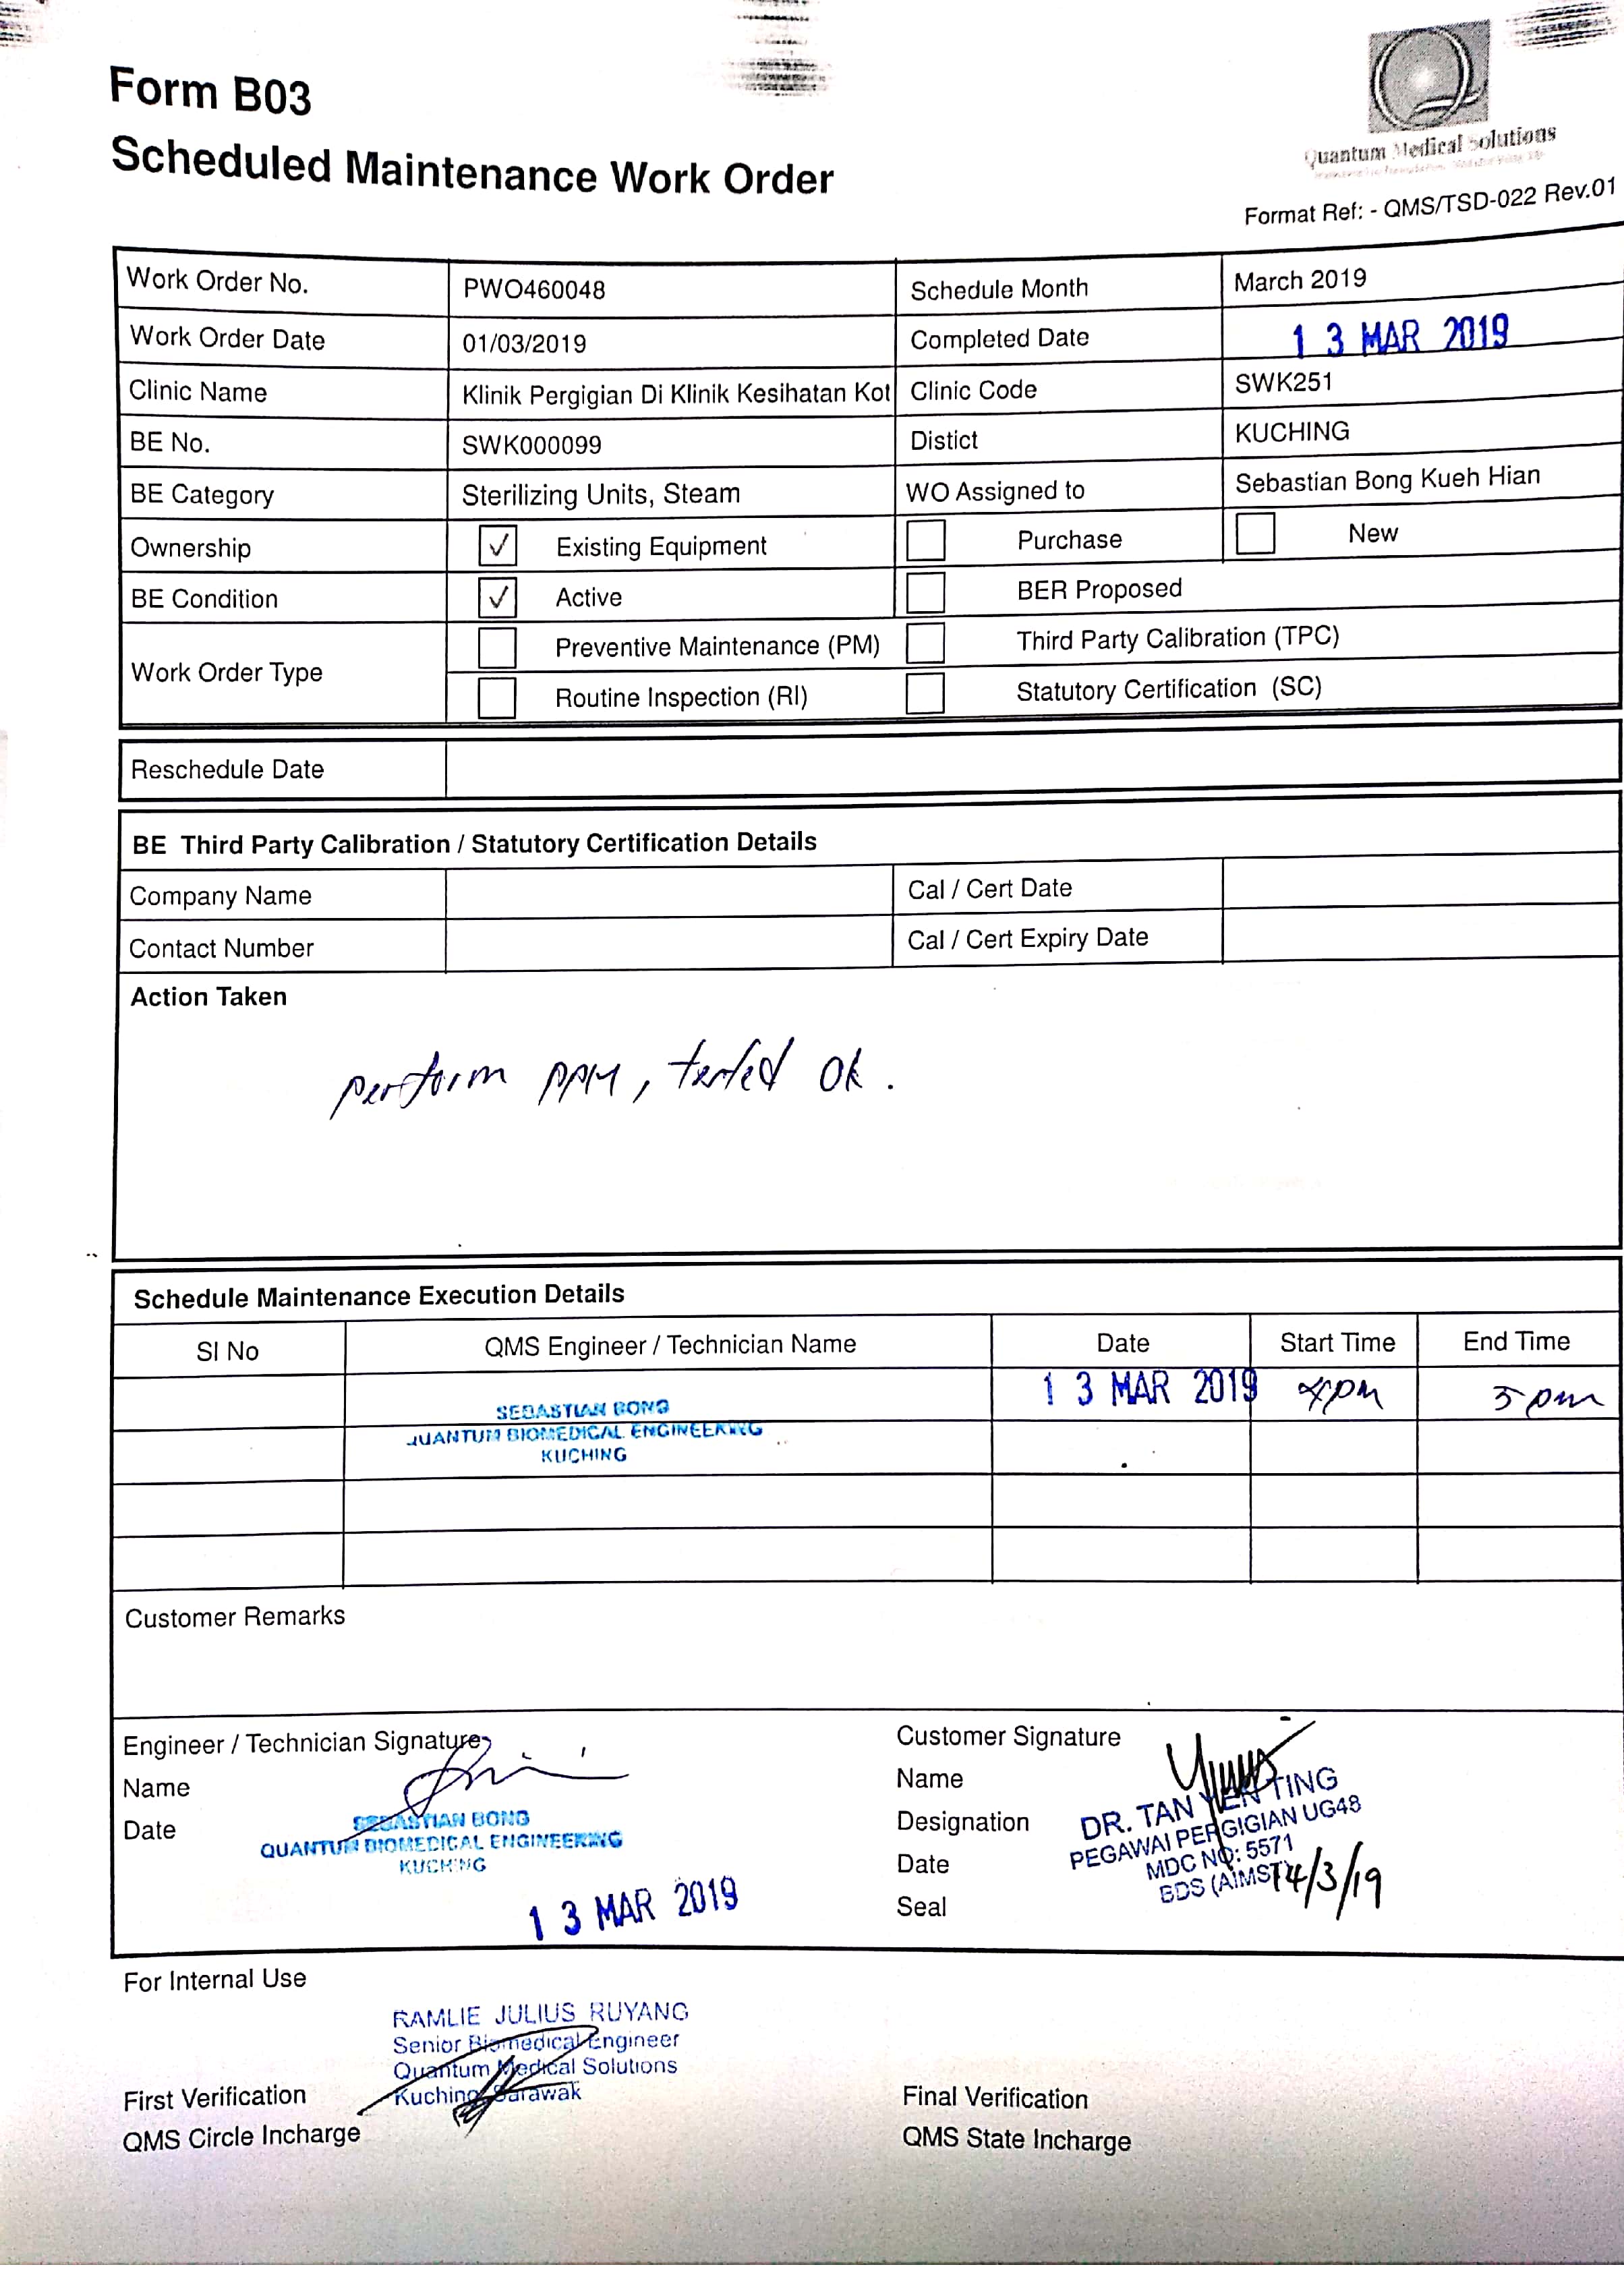 Form B03
Scheduled Maintenance Work Order
Quantum Medical Solutions
Format Ref: - QMS/TSD-022 Rev.01
Work Order No. PWO460048 Schedule Month March 2019
Work Order Date 01/03/2019 Completed Date 13 MAR 2019
Clinic Name Klinik Pergigian Di Klinik Kesihatan Kot Clinic Code SWK251
BE No. SWK000099 Distict KUCHING
BE Category Sterilizing Units, Steam WO Assigned to Sebastian Bong Kueh Hian
Ownership ✓ Existing Equipment Purchase New
BE Condition ✓ Active BER Proposed
Work Order Type
Preventive Maintenance (PM) Third Party Calibration (TPC)
Routine Inspection (RI) Statutory Certification (SC)
Reschedule Date
BE Third Party Calibration / Statutory Certification Details
Company Name Cal / Cert Date
Contact Number Cal / Cert Expiry Date
Action Taken
perform PPM, tested ok.
Schedule Maintenance Execution Details
Sl No QMS Engineer / Technician Name Date Start Time End Time
13 MAR 2019 4pm 5pm
SEBASTIAN BONG
QUANTUM BIOMEDICAL ENGINEERING
KUCHING
Customer Remarks
Engineer / Technician Signature
Name
Date
SEBASTIAN BONG
QUANTUM BIOMEDICAL ENGINEERING
KUCHING
13 MAR 2019
Customer Signature
Name
Designation
Date
Seal
DR. TAN YEN TING
PEGAWAI PERGIGIAN UG48
MDC NO: 5571
BDS (AIMST)
14/3/19
For Internal Use
RAMLIE JULIUS RUYANG
Senior Biomedical Engineer
Quantum Medical Solutions
Kuching Sarawak
First Verification
QMS Circle Incharge
Final Verification
QMS State Incharge